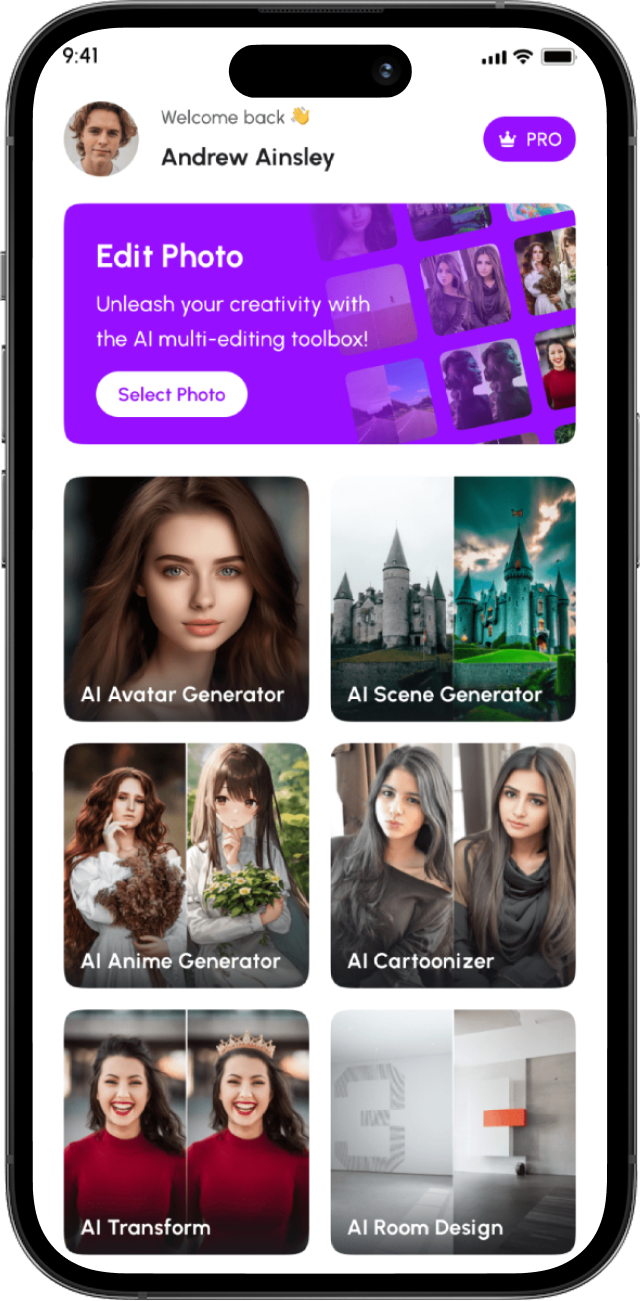 9:41
Welcome back 👋
Andrew Ainsley
PRO
Edit Photo
Unleash your creativity with
the AI multi-editing toolbox!
Select Photo
AI Avatar Generator
AI Scene Generator
AI Anime Generator
AI Cartoonizer
AI Transform
AI Room Design